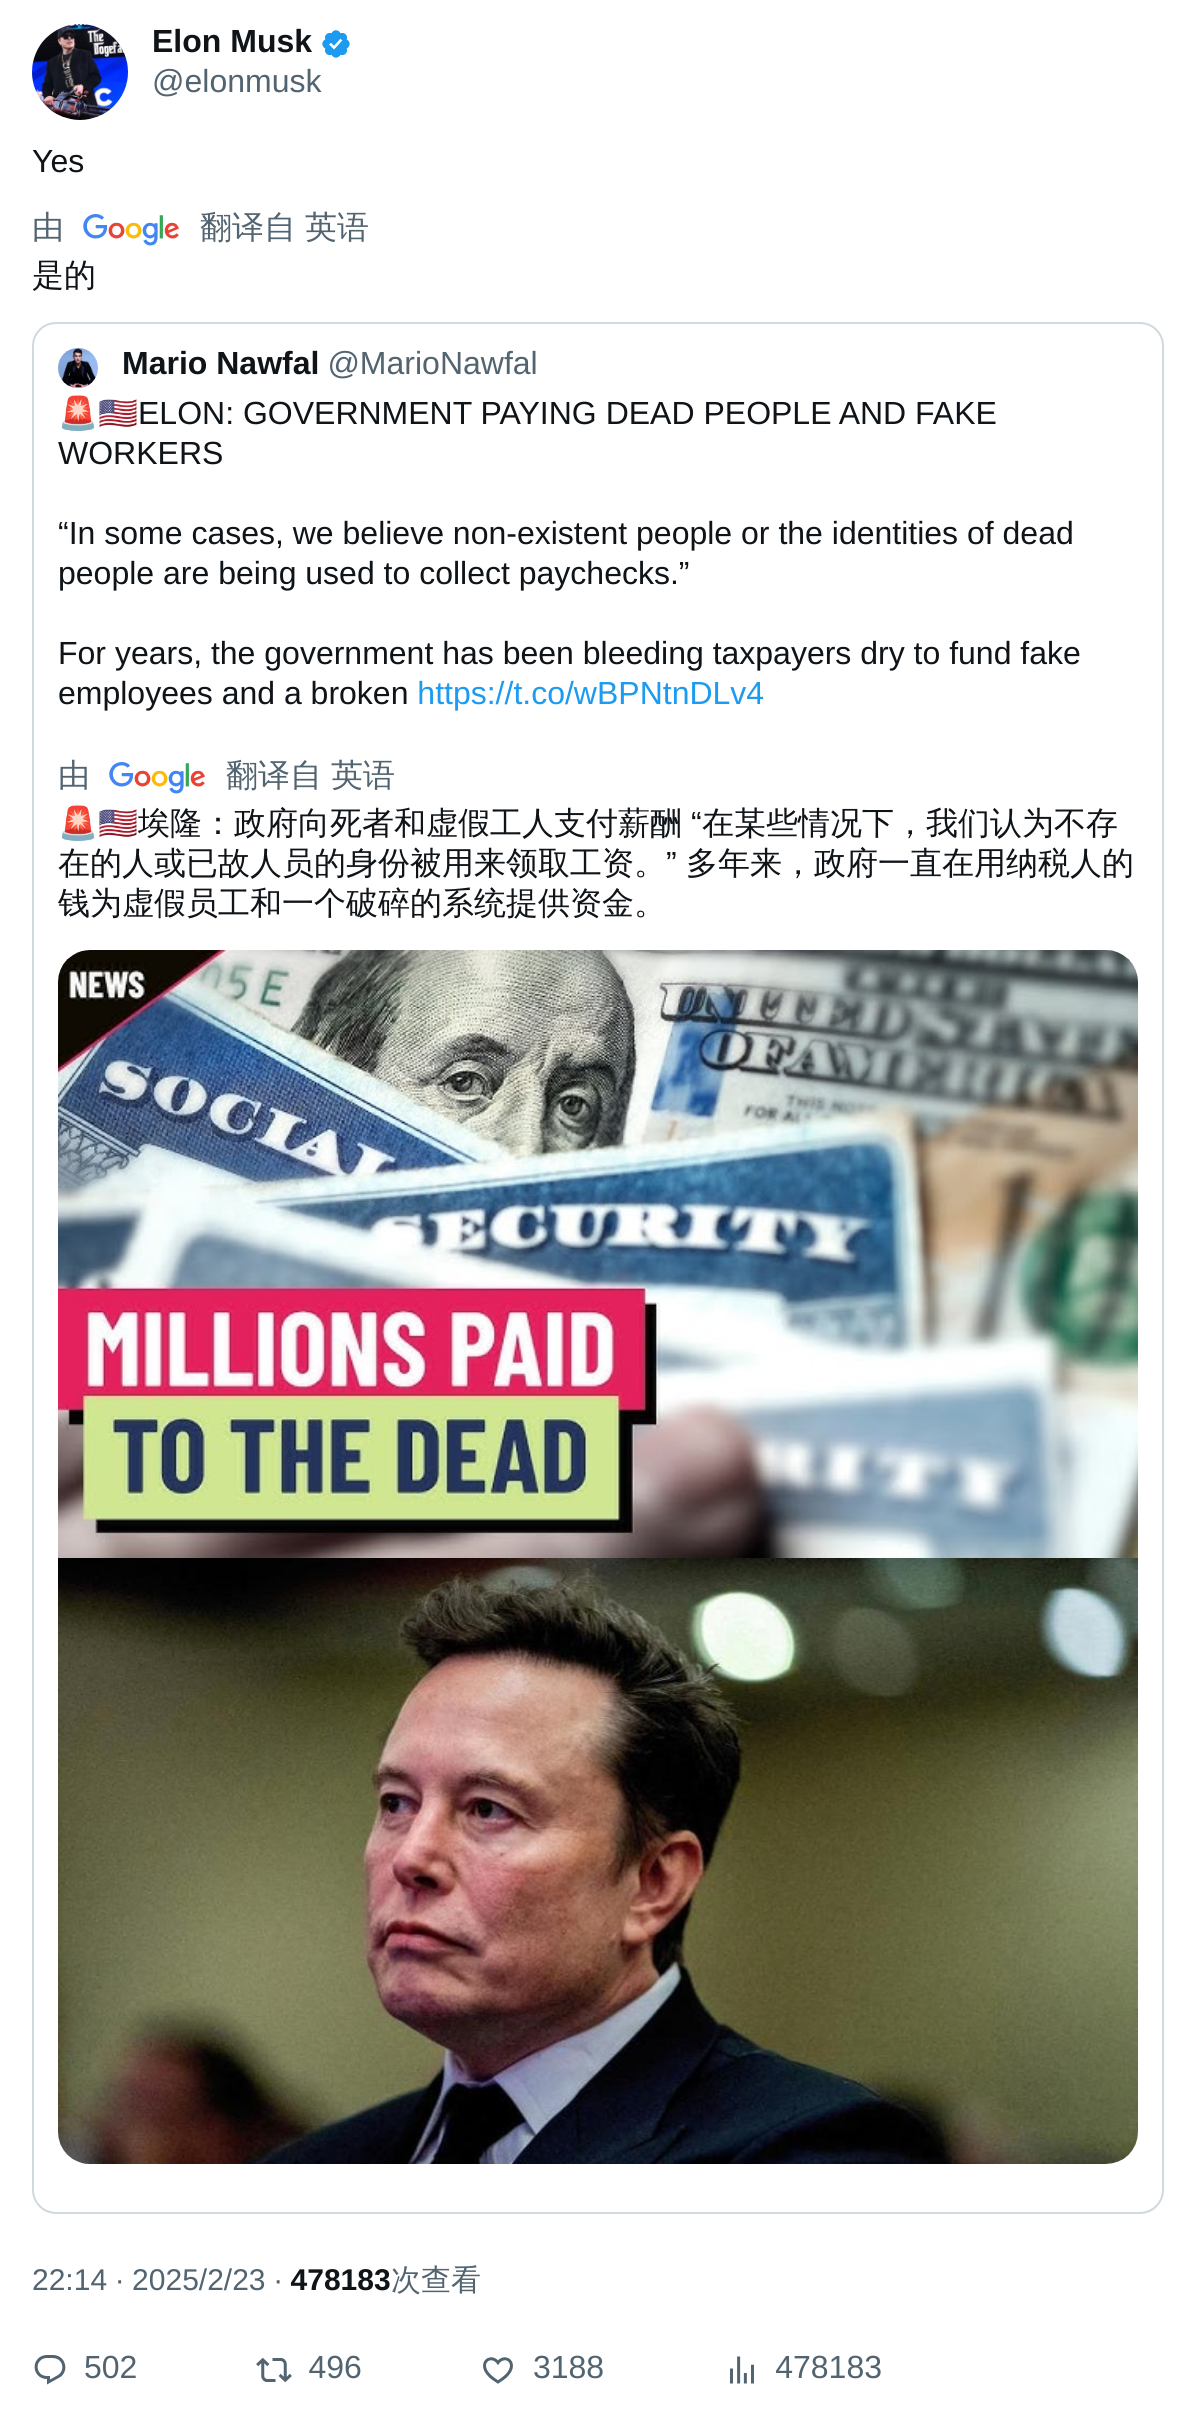 The
Dogefa
C
Elon Musk
@elonmusk
Yes
由 Google 翻译自 英语
是的
Mario Nawfal @MarioNawfal
🚨🇺🇸ELON: GOVERNMENT PAYING DEAD PEOPLE AND FAKE
WORKERS
“In some cases, we believe non-existent people or the identities of dead
people are being used to collect paychecks.”
For years, the government has been bleeding taxpayers dry to fund fake
employees and a broken https://t.co/wBPNtnDLv4
由 Google 翻译自 英语
🚨🇺🇸埃隆：政府向死者和虚假工人支付薪酬 “在某些情况下，我们认为不存
在的人或已故人员的身份被用来领取工资。” 多年来，政府一直在用纳税人的
钱为虚假员工和一个破碎的系统提供资金。
NEWS
05E
UNITED STATES
OF AMERICA
THIS NOT
FOR AL
SOCIAL
SECURITY
MILLIONS PAID
TO THE DEAD
RITY
22:14 · 2025/2/23 · 478183次查看
502 496 3188 478183